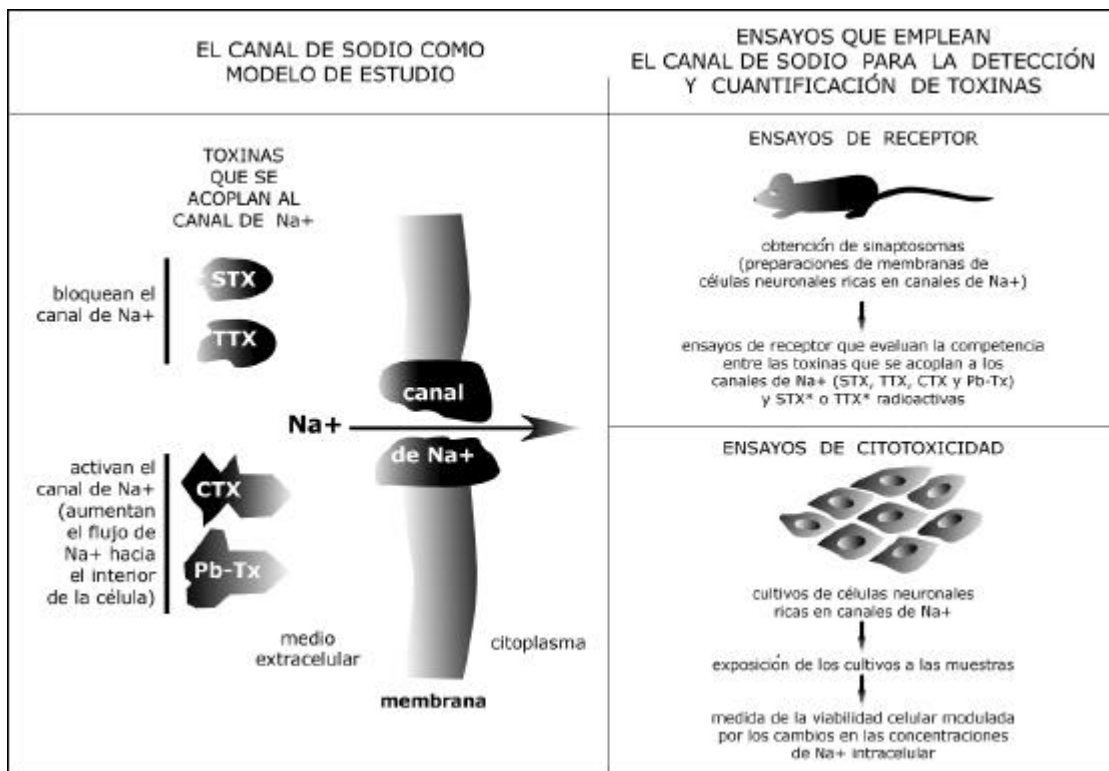 EL CANAL DE SODIO COMO
MODELO DE ESTUDIO
TOXINAS
QUE SE
ACOPLAN AL
CANAL DE Na+
bloquean el
canal de Na+
STX
TTX
canal
Na+
de Na+
activan el
canal de Na+
(aumentan
el flujo de
Na+ hacia
el interior
de la célula)
CTX
Pb-Tx
medio
extracelular
citoplasma
membrana
ENSAYOS QUE EMPLEAN
EL CANAL DE SODIO PARA LA DETECCIÓN
Y CUANTIFICACIÓN DE TOXINAS
ENSAYOS DE RECEPTOR
obtención de sinaptosomas
(preparaciones de membranas de
células neuronales ricas en canales de Na+)
ensayos de receptor que evaluan la competencia
entre las toxinas que se acoplan a los
canales de Na+ (STX, TTX, CTX y Pb-Tx)
y STX* o TTX* radioactivas
ENSAYOS DE CITOTOXICIDAD
cultivos de células neuronales
ricas en canales de Na+
exposición de los cultivos a las muestras
medida de la viabilidad celular modulada
por los cambios en las concentraciones
de Na+ intracelular